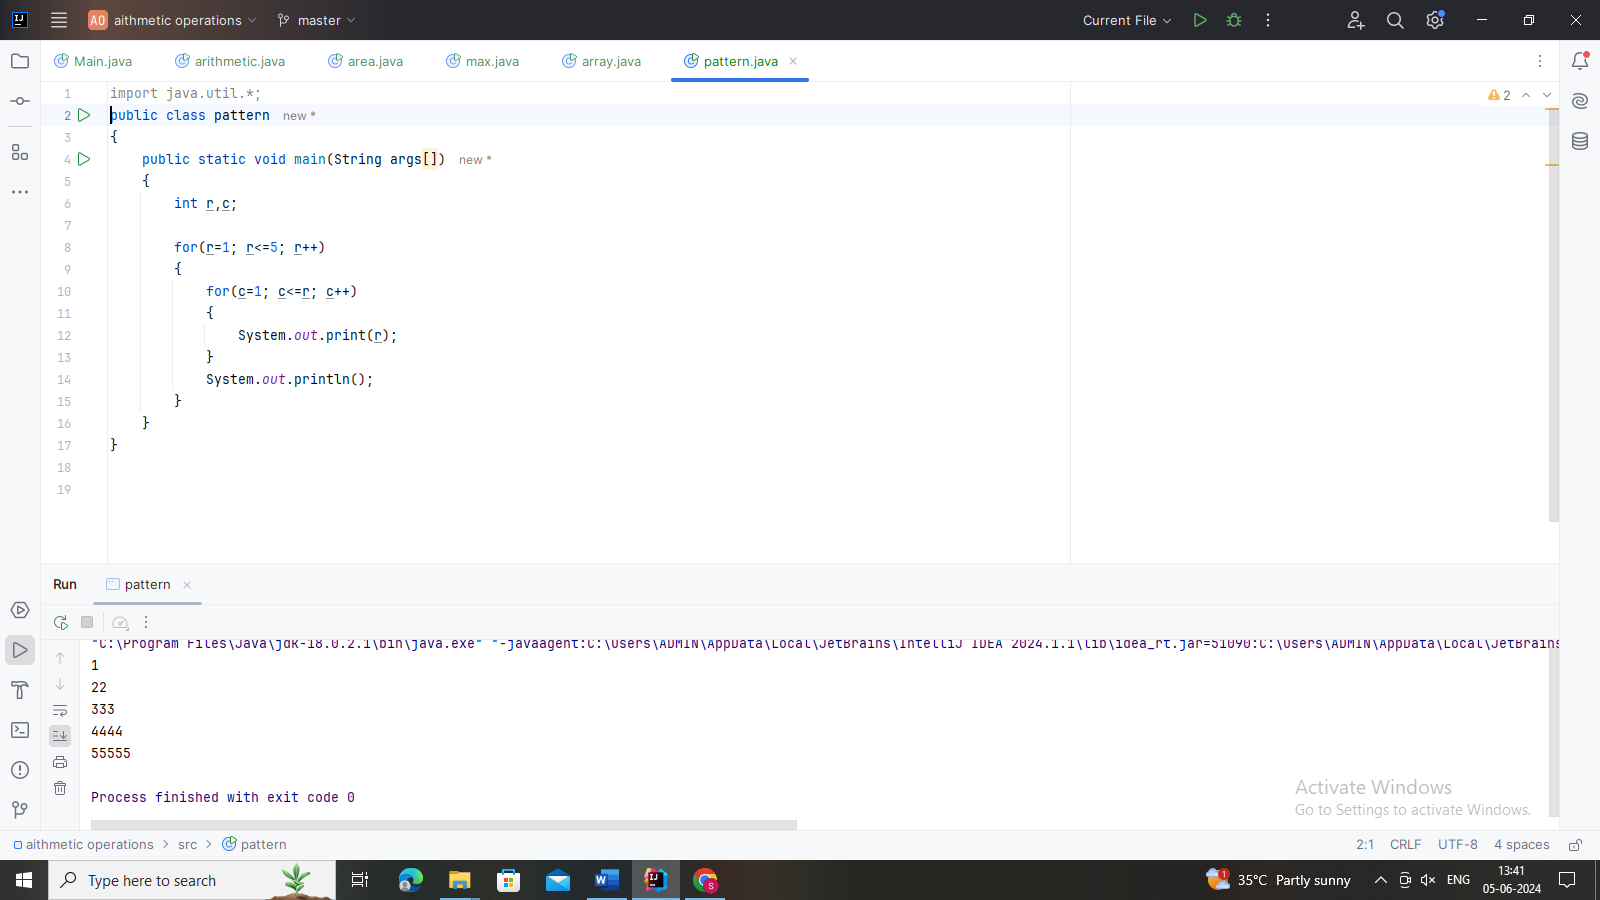 AO aithmetic operations master Current File
Main.java arithmetic.java area.java max.java array.java pattern.java
1 import java.util.*; 2
2 public class pattern new *
3 {
4 public static void main(String args[]) new *
5 {
6 int r,c;
7
8 for(r=1; r<=5; r++)
9 {
10 for(c=1; c<=r; c++)
11 {
12 System.out.print(r);
13 }
14 System.out.println();
15 }
16 }
17 }
18
19
Run pattern
"C:\Program Files\Java\jdk-18.0.2.1\bin\java.exe" "-javaagent:C:\Users\ADMIN\AppData\Local\JetBrains\IntelliJ IDEA 2024.1.1\lib\idea_rt.jar=51090:C:\Users\ADMIN\AppData\Local\JetBrains
1
22
333
4444
55555
Process finished with exit code 0
Activate Windows
Go to Settings to activate Windows.
aithmetic operations > src > pattern 2:1 CRLF UTF-8 4 spaces
Type here to search 1 35°C Partly sunny ENG 13:41
05-06-2024